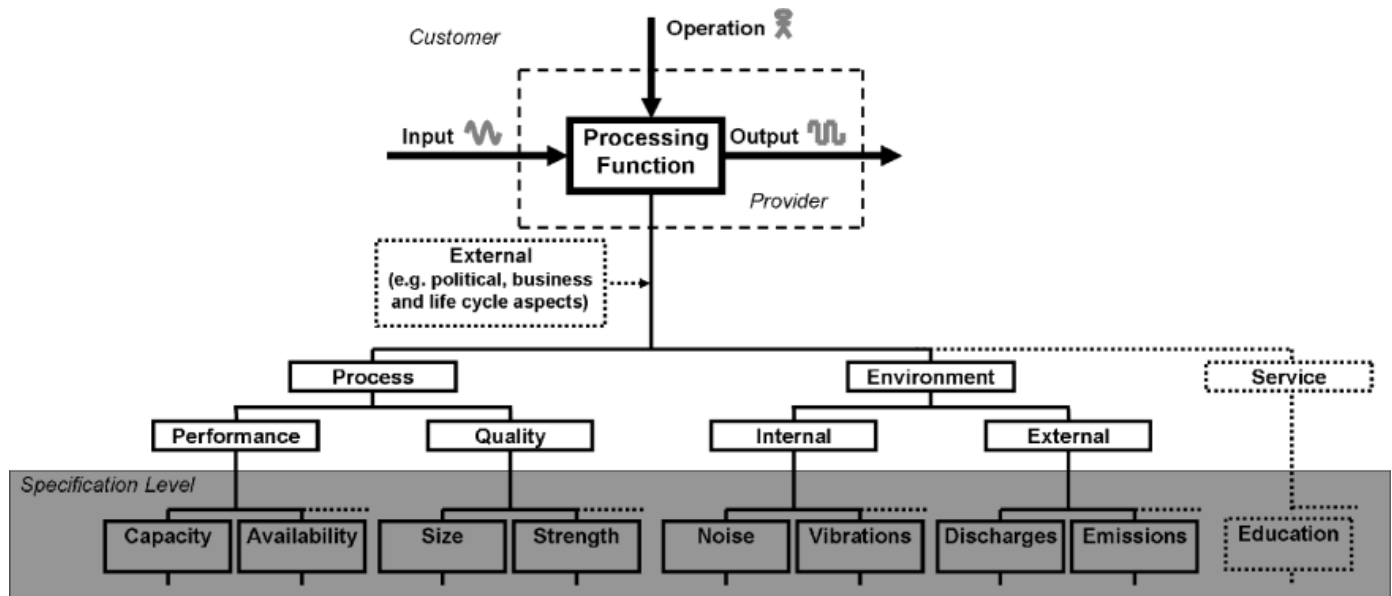 Customer
Operation
Input
Processing
Function
Output
Provider
External
(e.g. political, business
and life cycle aspects)
Process
Environment
Service
Performance
Quality
Internal
External
Specification Level
Capacity
Availability
Size
Strength
Noise
Vibrations
Discharges
Emissions
Education